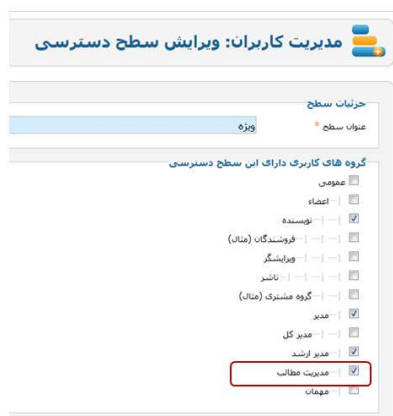 مدیریت کاربران: ویرایش سطح دسترسی
جزئیات سطح
عنوان سطح * ویژه
گروه های کاربری دارای این سطح دسترسی
عمومی
اعضاء
نویسنده
فروشندگان (مثال)
ویرایشگر
ناشر
گروه مشتری (مثال)
مدیر
مدیر کل
مدیر ارشد
مدیریت مطالب
مهمان